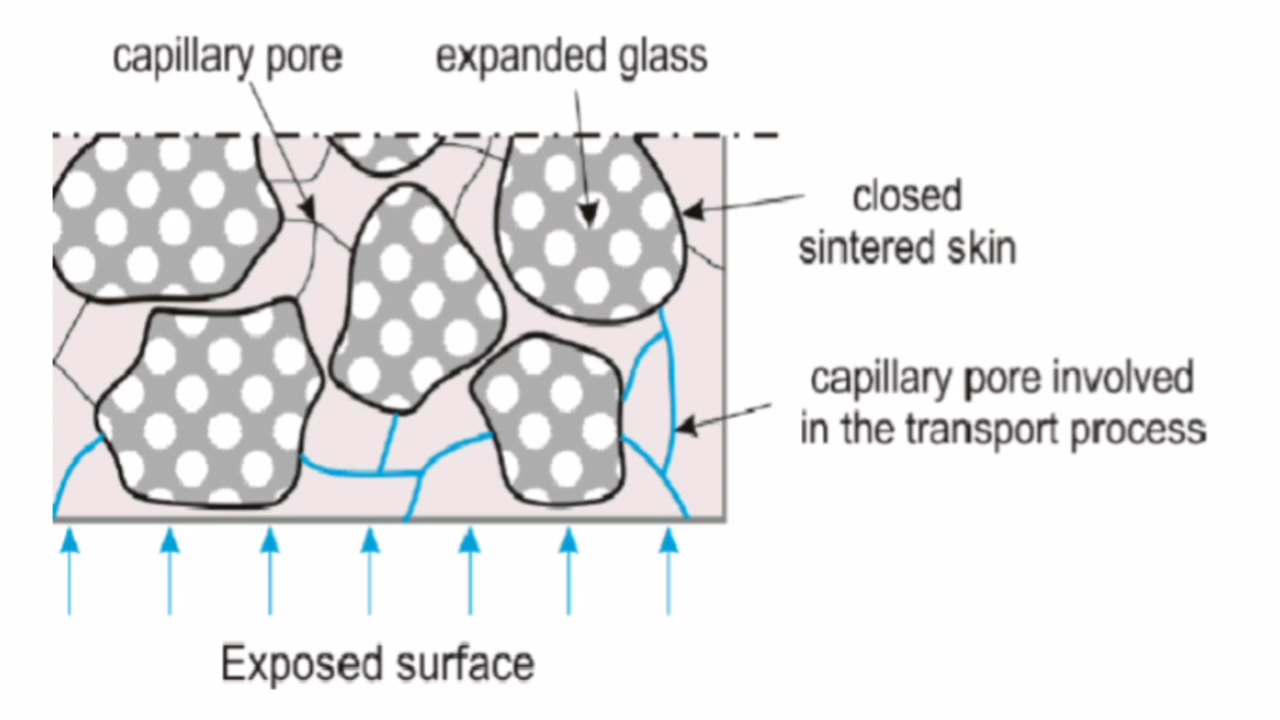 capillary pore
expanded glass
closed
sintered skin
capillary pore involved
in the transport process
Exposed surface